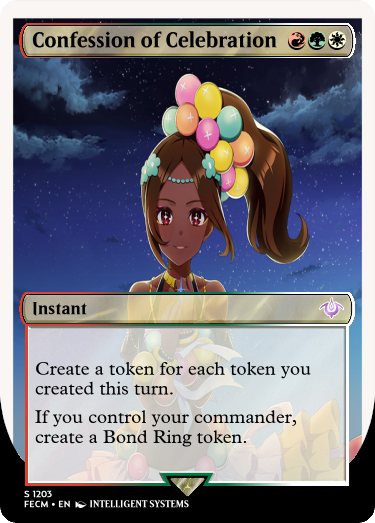 Confession of Celebration
Instant
Create a token for each token you
created this turn.
If you control your commander,
create a Bond Ring token.
S 1203
FECM • EN INTELLIGENT SYSTEMS